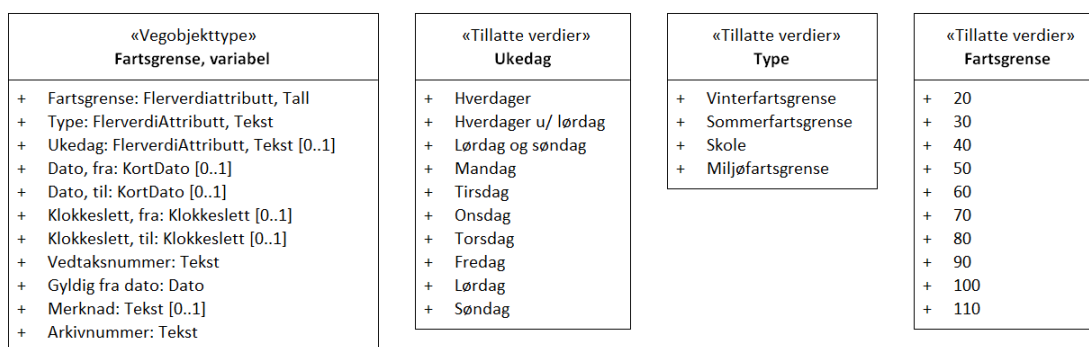 «Vegobjekttype»
Fartsgrense, variabel
+ Fartsgrense: Flerverdiattributt, Tall
+ Type: FlerverdiAttributt, Tekst
+ Ukedag: FlerverdiAttributt, Tekst [0..1]
+ Dato, fra: KortDato [0..1]
+ Dato, til: KortDato [0..1]
+ Klokkeslett, fra: Klokkeslett [0..1]
+ Klokkeslett, til: Klokkeslett [0..1]
+ Vedtaksnummer: Tekst
+ Gyldig fra dato: Dato
+ Merknad: Tekst [0..1]
+ Arkivnummer: Tekst
«Tillatte verdier»
Ukedag
+ Hverdager
+ Hverdager u/ lørdag
+ Lørdag og søndag
+ Mandag
+ Tirsdag
+ Onsdag
+ Torsdag
+ Fredag
+ Lørdag
+ Søndag
«Tillatte verdier»
Type
+ Vinterfartsgrense
+ Sommerfartsgrense
+ Skole
+ Miljøfartsgrense
«Tillatte verdier»
Fartsgrense
+ 20
+ 30
+ 40
+ 50
+ 60
+ 70
+ 80
+ 90
+ 100
+ 110